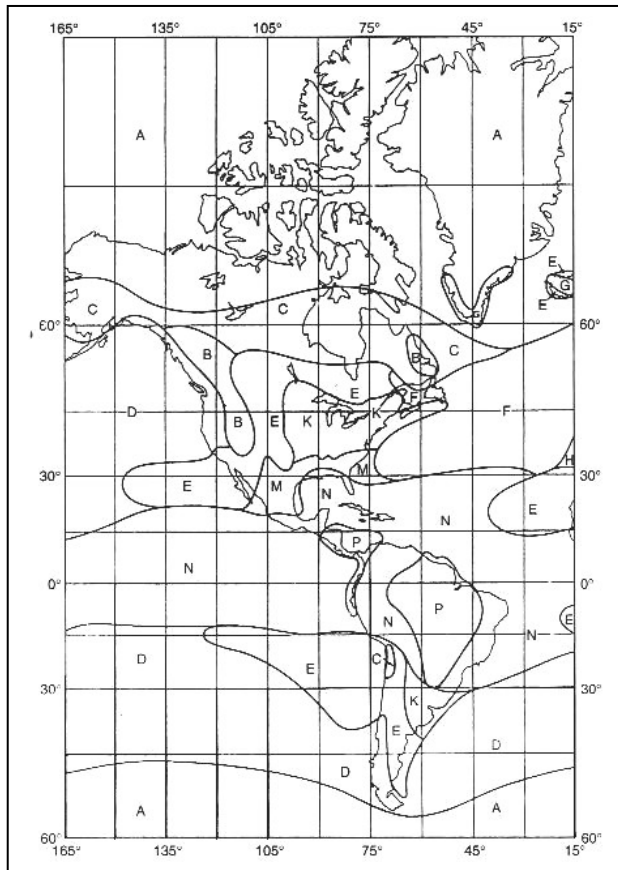 165° 135° 105° 75° 45° 15°
A A
E
G
E
C C C
G
60° 60°
B B
E F
D B E K K F
H
30° M 30°
E M N E
N
P
0° N P 0°
N E
N
D C
E
30° K 30°
E
D
D
A A
60° 60°
165° 135° 105° 75° 45° 15°